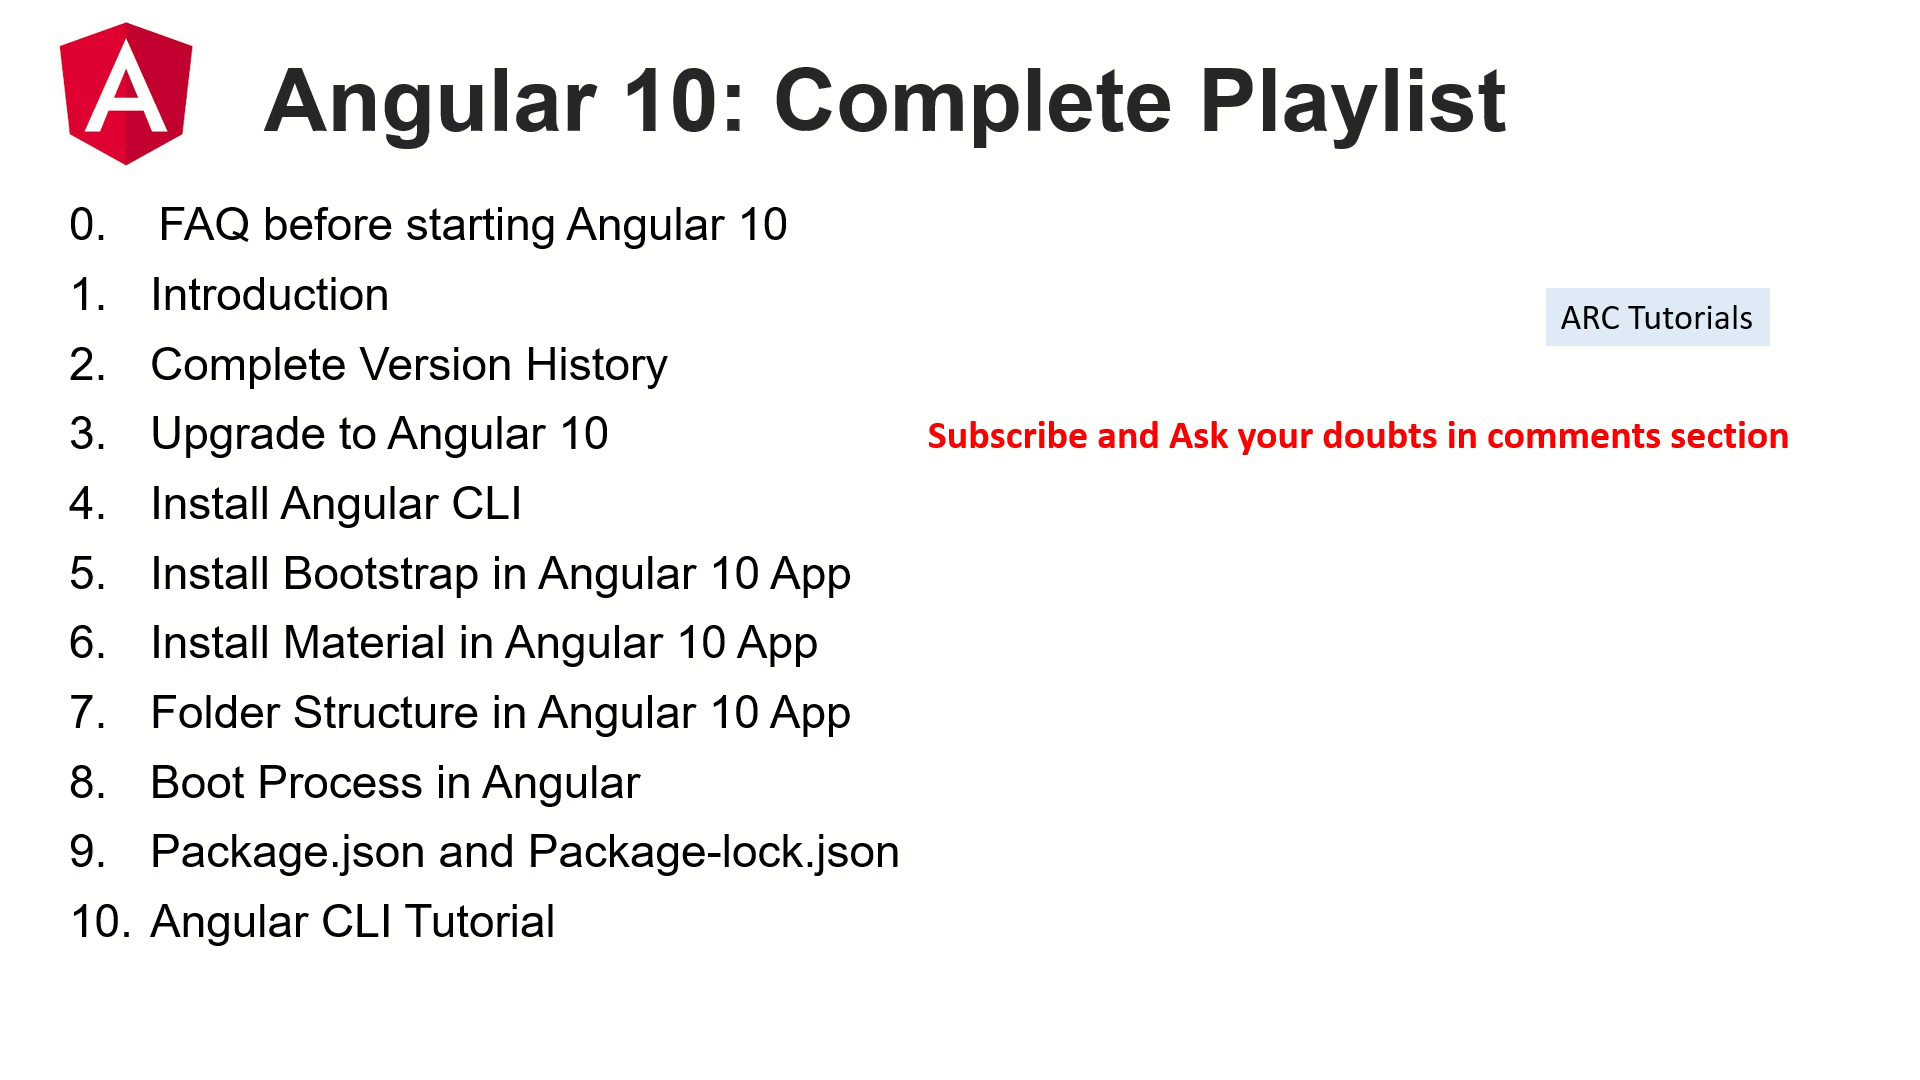 Angular 10: Complete Playlist
0. FAQ before starting Angular 10
1. Introduction
2. Complete Version History
3. Upgrade to Angular 10
4. Install Angular CLI
5. Install Bootstrap in Angular 10 App
6. Install Material in Angular 10 App
7. Folder Structure in Angular 10 App
8. Boot Process in Angular
9. Package.json and Package-lock.json
10. Angular CLI Tutorial
ARC Tutorials
Subscribe and Ask your doubts in comments section